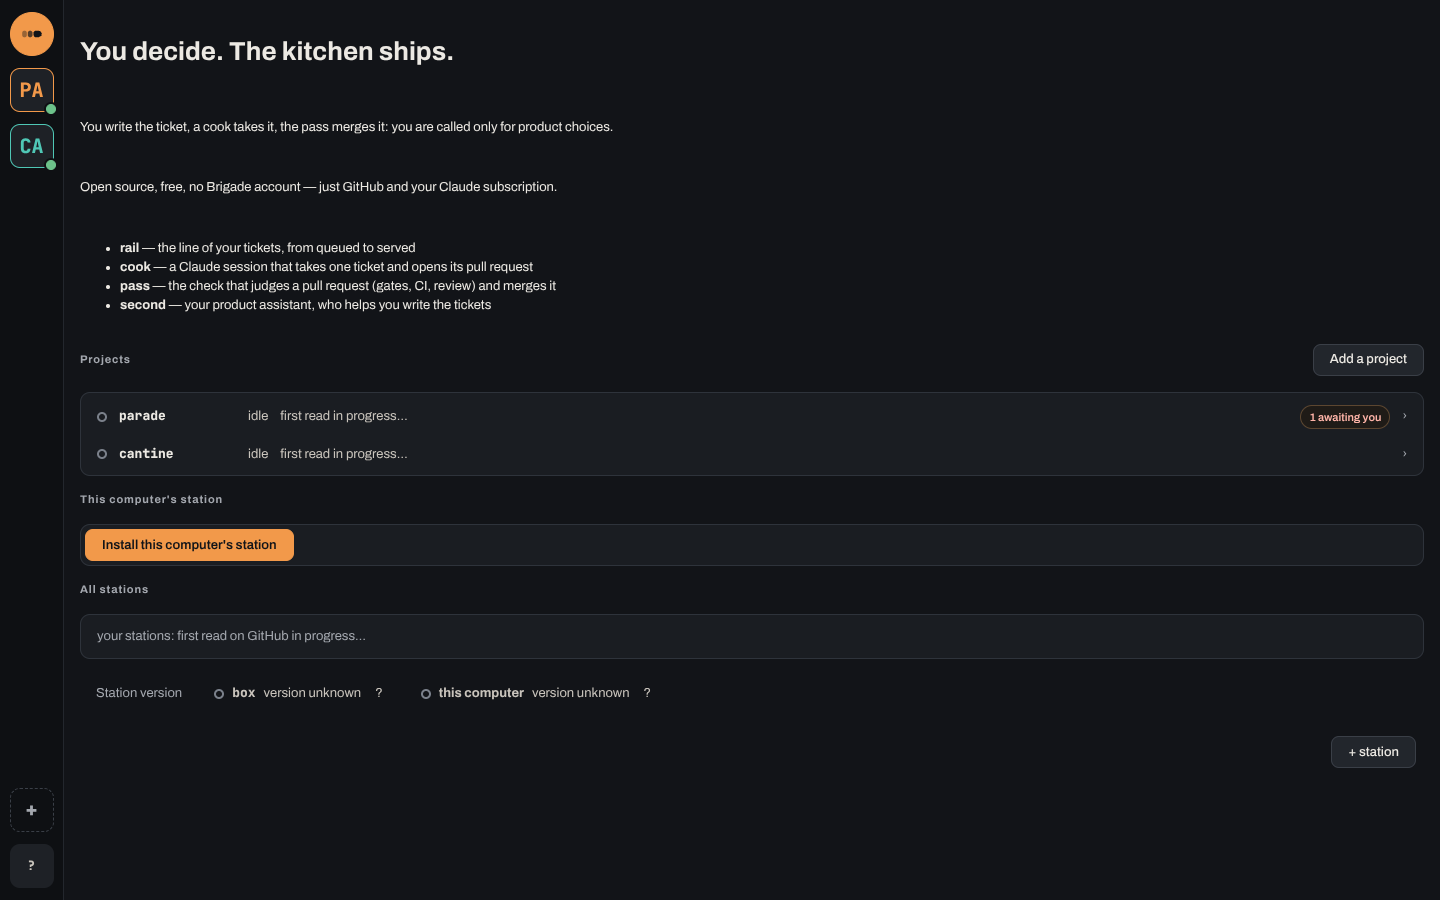 PA
CA
You decide. The kitchen ships.
You write the ticket, a cook takes it, the pass merges it: you are called only for product choices.
Open source, free, no Brigade account — just GitHub and your Claude subscription.
• rail — the line of your tickets, from queued to served
• cook — a Claude session that takes one ticket and opens its pull request
• pass — the check that judges a pull request (gates, CI, review) and merges it
• second — your product assistant, who helps you write the tickets
Projects
Add a project
parade idle first read in progress... 1 awaiting you ›
cantine idle first read in progress... ›
This computer's station
Install this computer's station
All stations
your stations: first read on GitHub in progress...
Station version box version unknown ? this computer version unknown ?
+ station
+
?